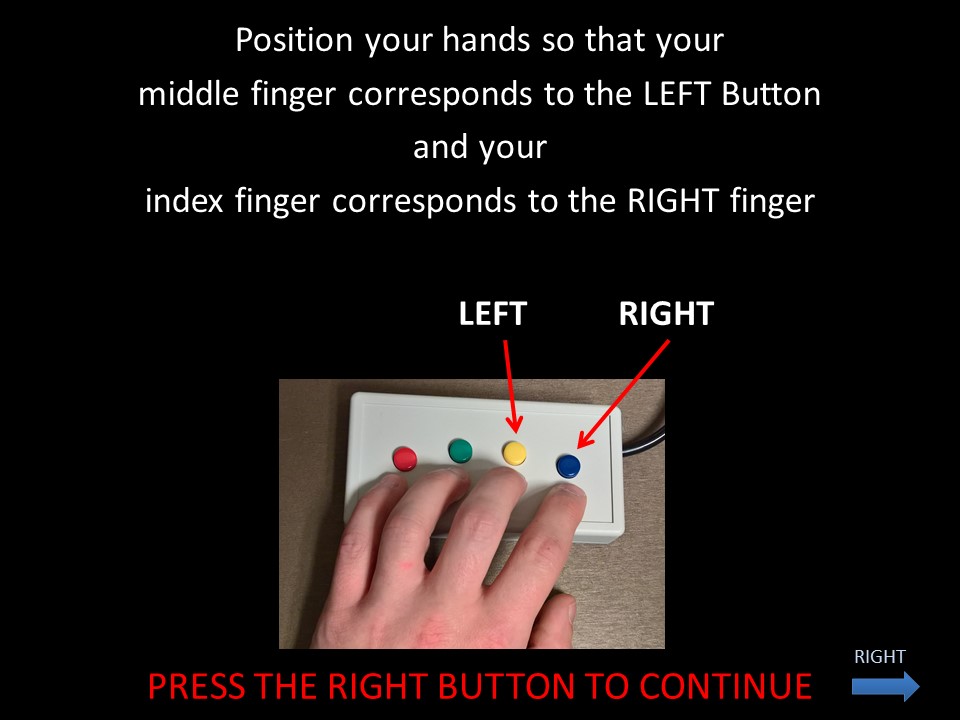 Position your hands so that your
middle finger corresponds to the LEFT Button
and your
index finger corresponds to the RIGHT finger
LEFT RIGHT
RIGHT
PRESS THE RIGHT BUTTON TO CONTINUE